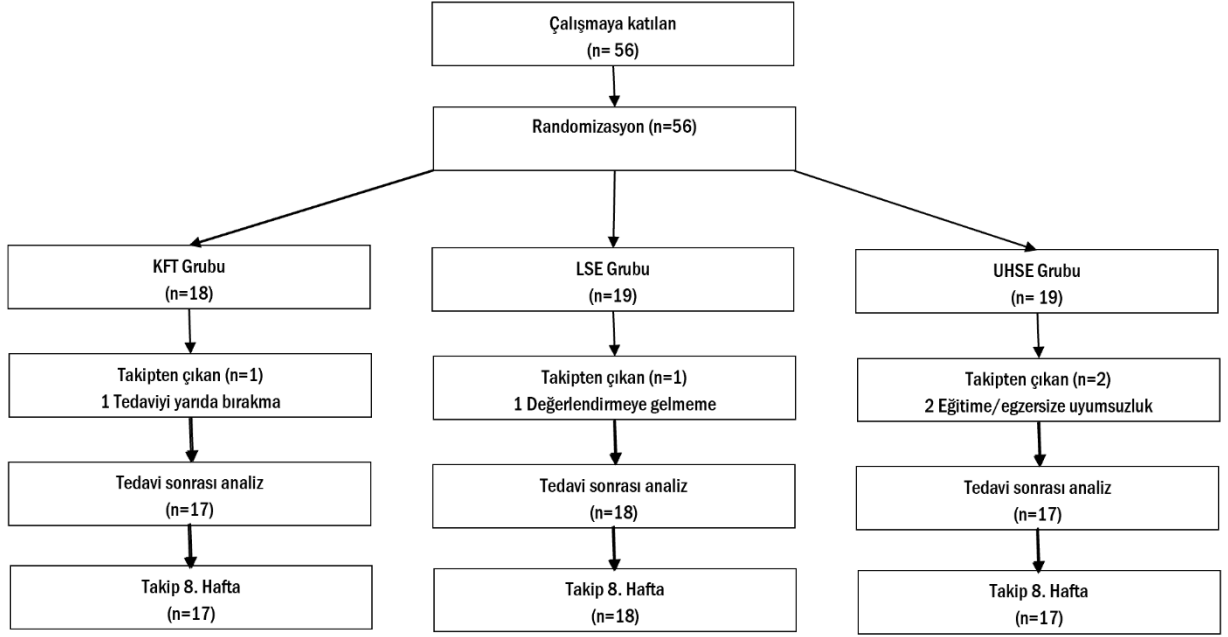 Çalışmaya katılan
(n= 56)
Randomizasyon (n=56)
KFT Grubu
(n=18)
LSE Grubu
(n=19)
UHSE Grubu
(n= 19)
Takipten çıkan (n=1)
1 Tedaviyi yarıda bırakma
Takipten çıkan (n=1)
1 Değerlendirmeye gelmeme
Takipten çıkan (n=2)
2 Eğitime/egzersize uyumsuzluk
Tedavi sonrası analiz
(n=17)
Tedavi sonrası analiz
(n=18)
Tedavi sonrası analiz
(n=17)
Takip 8. Hafta
(n=17)
Takip 8. Hafta
(n=18)
Takip 8. Hafta
(n=17)